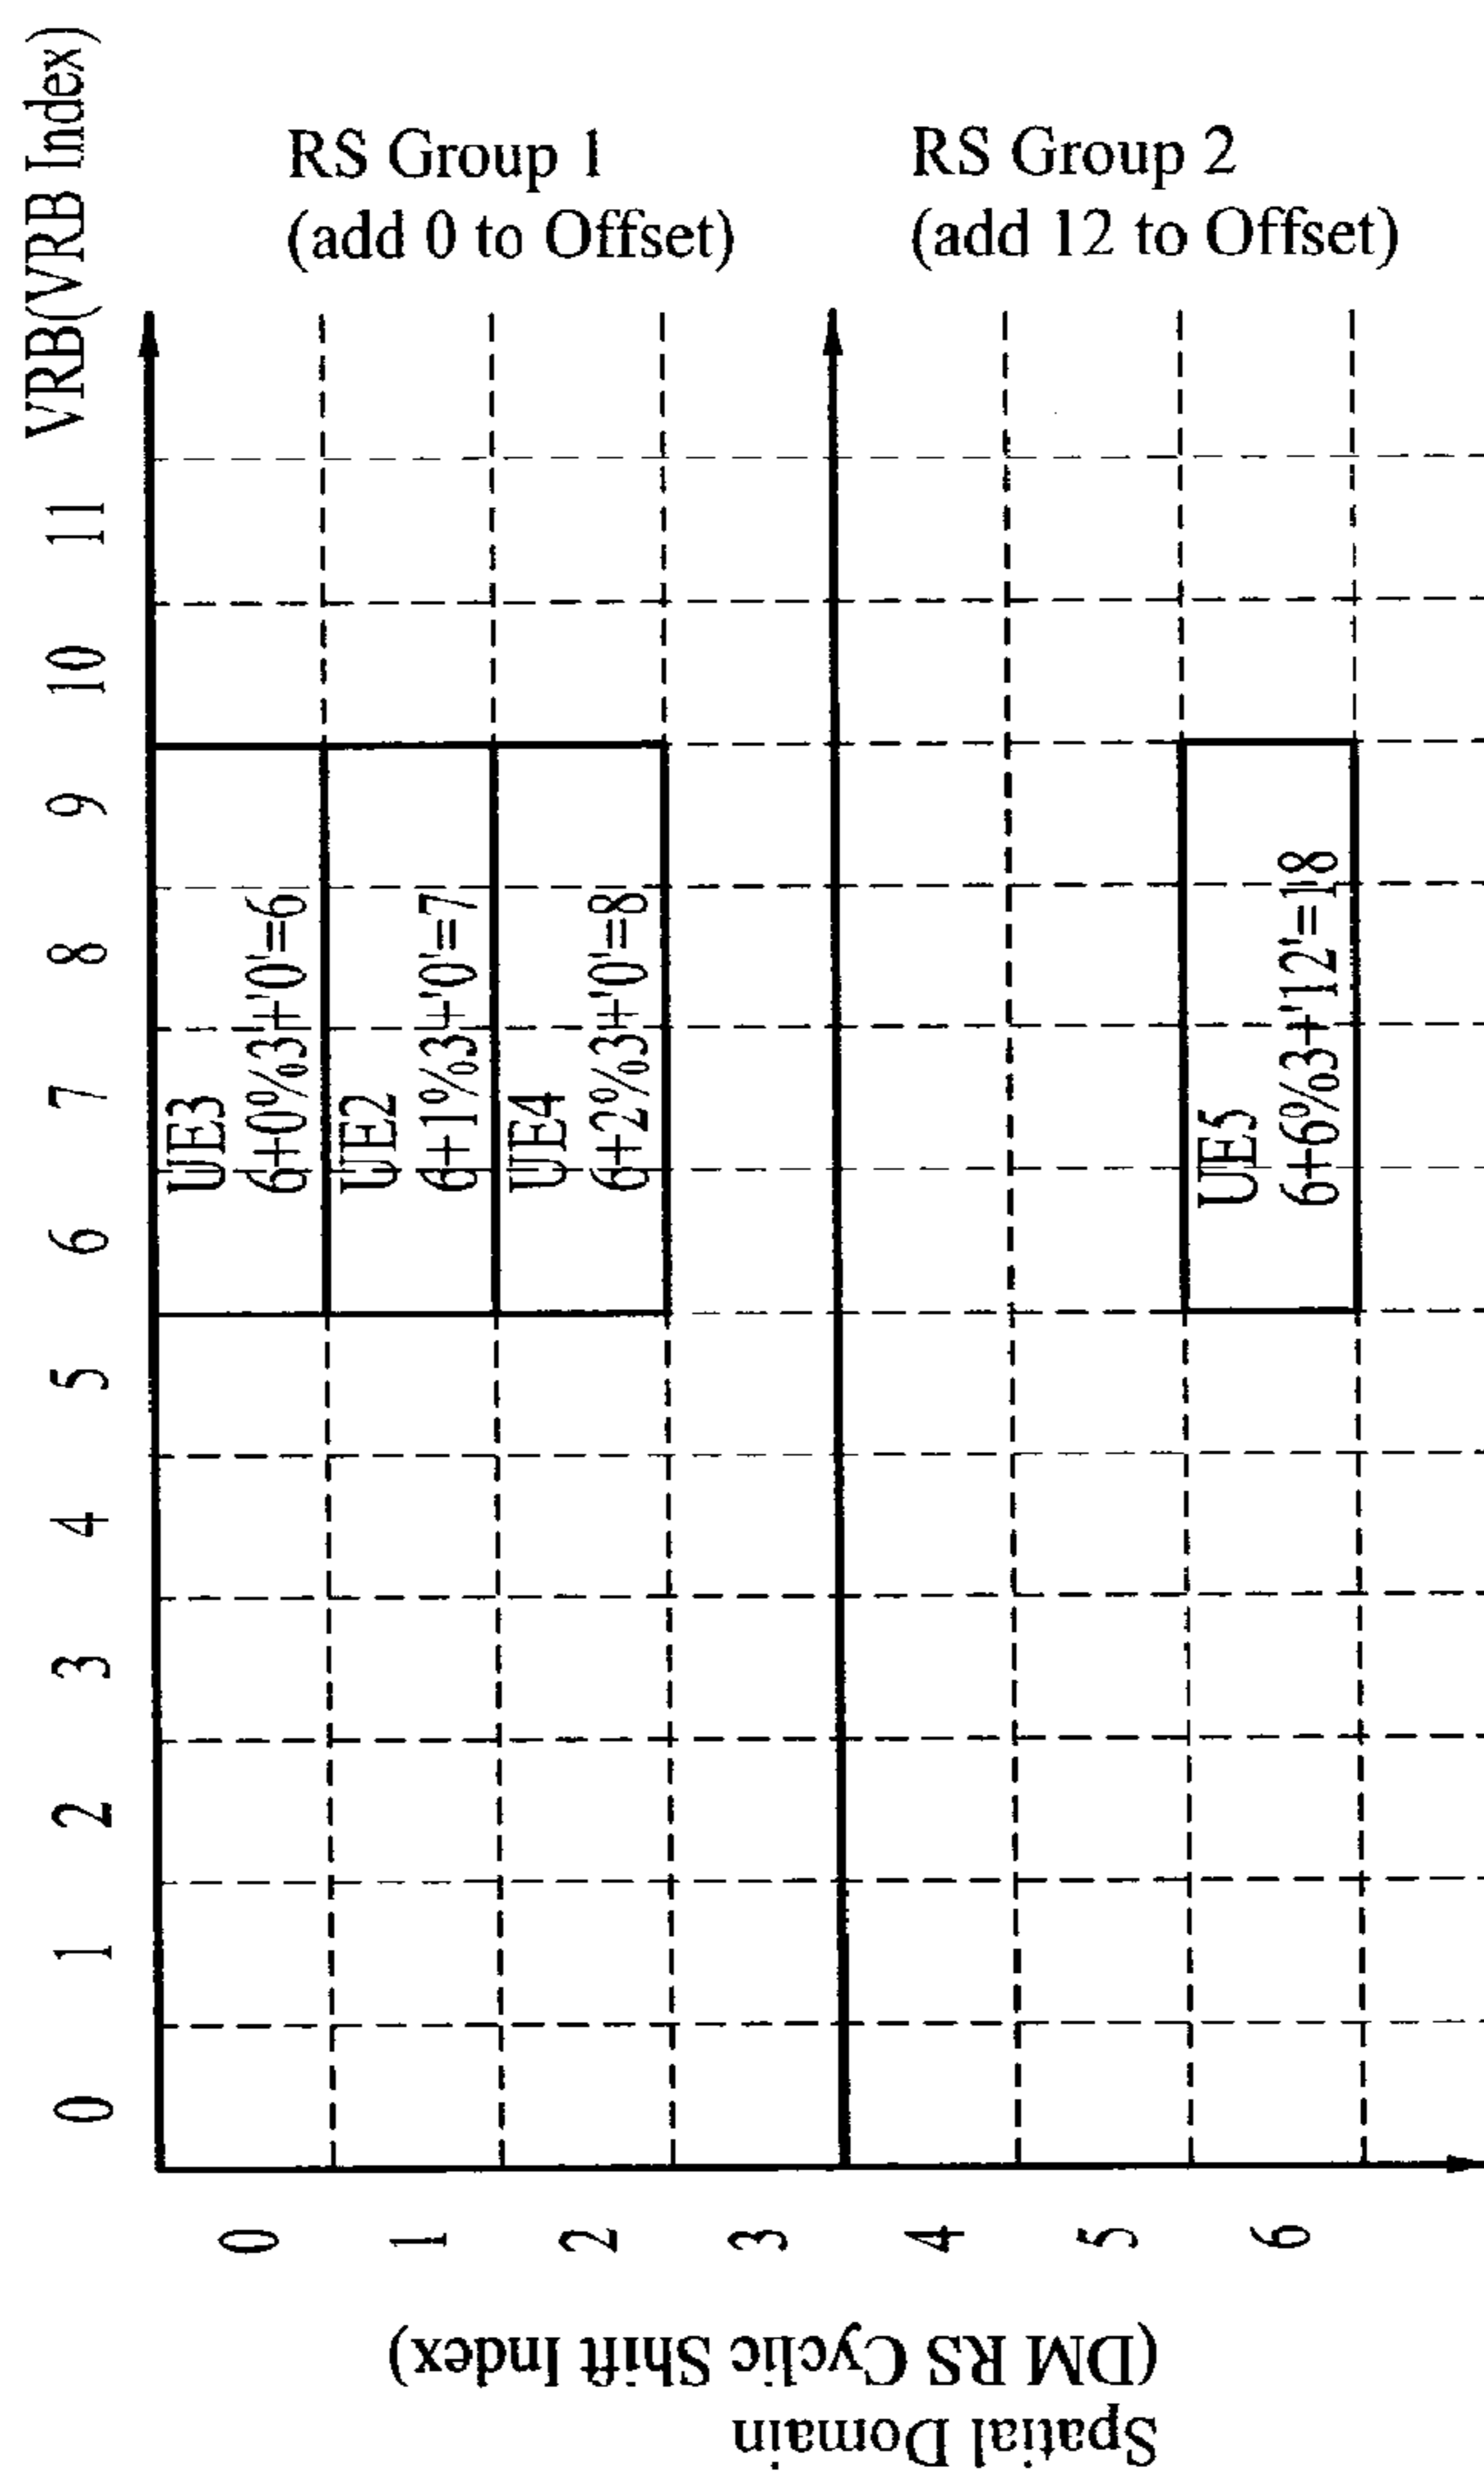 VRB(VRB Index)
0 1 2 3 4 5 6 7 8 9 10 11
Spatial Domain
(DM RS Cyclic Shift Index)
0
1
2
3
4
5
6
UE3
6+0%3+'0'=6
UE2
6+1%3+'0'=7
UE4
6+2%3+'0'=8
UE5
6+6%3+'12'=18
RS Group 1
(add 0 to Offset)
RS Group 2
(add 12 to Offset)